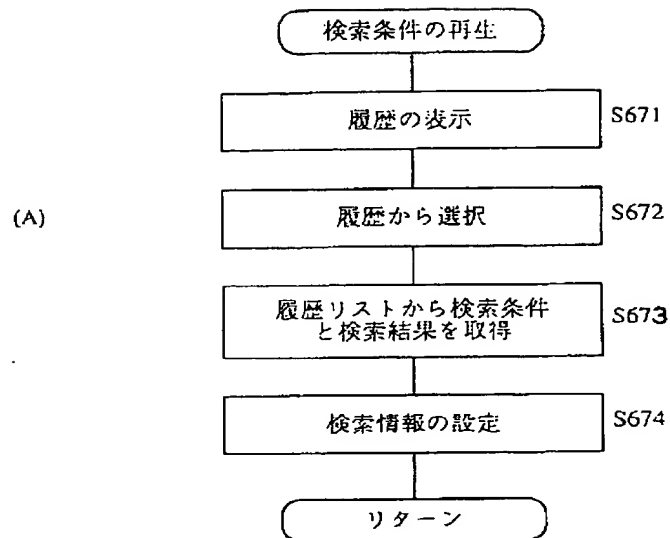 検索条件の再生
履歴の表示
S671
(A)
履歴から選択
S672
履歴リストから検索条件
と検索結果を取得
S673
検索情報の設定
S674
リターン